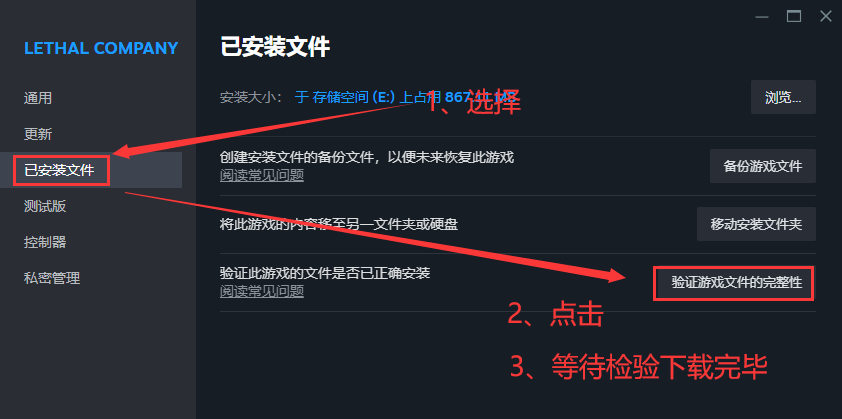 LETHAL COMPANY
通用
更新
已安装文件
测试版
控制器
私密管理
已安装文件
安装大小： 于 存储空间 (E:) 上占用 867
浏览...
1、选择
创建安装文件的备份文件，以便未来恢复此游戏
阅读常见问题
备份游戏文件
将此游戏的内容移至另一文件夹或硬盘
移动安装文件夹
验证此游戏的文件是否已正确安装
阅读常见问题
验证游戏文件的完整性
2、点击
3、等待检验下载完毕